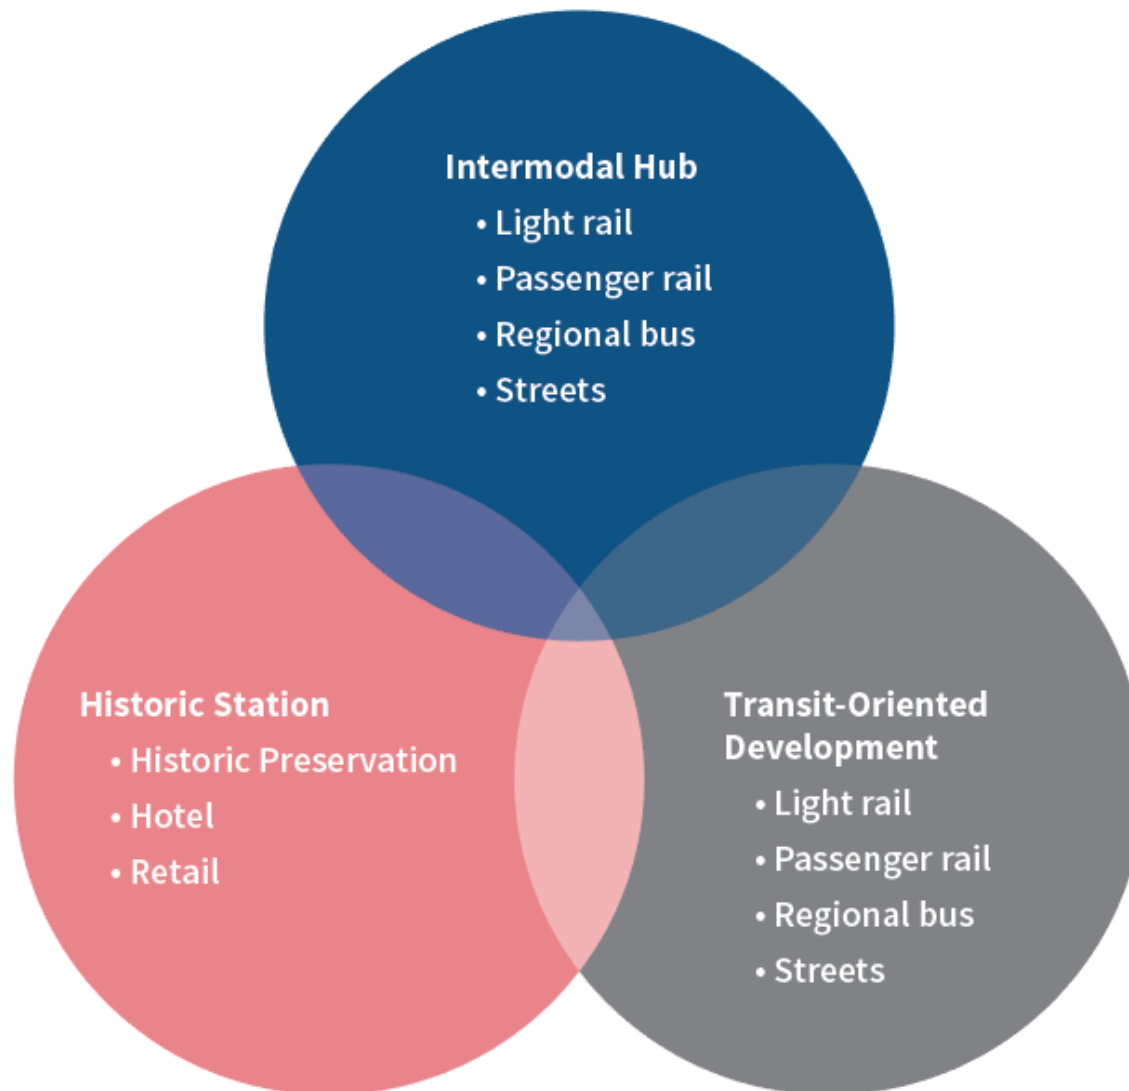 Intermodal Hub
• Light rail
• Passenger rail
• Regional bus
• Streets
Historic Station
• Historic Preservation
• Hotel
• Retail
Transit-Oriented
Development
• Light rail
• Passenger rail
• Regional bus
• Streets